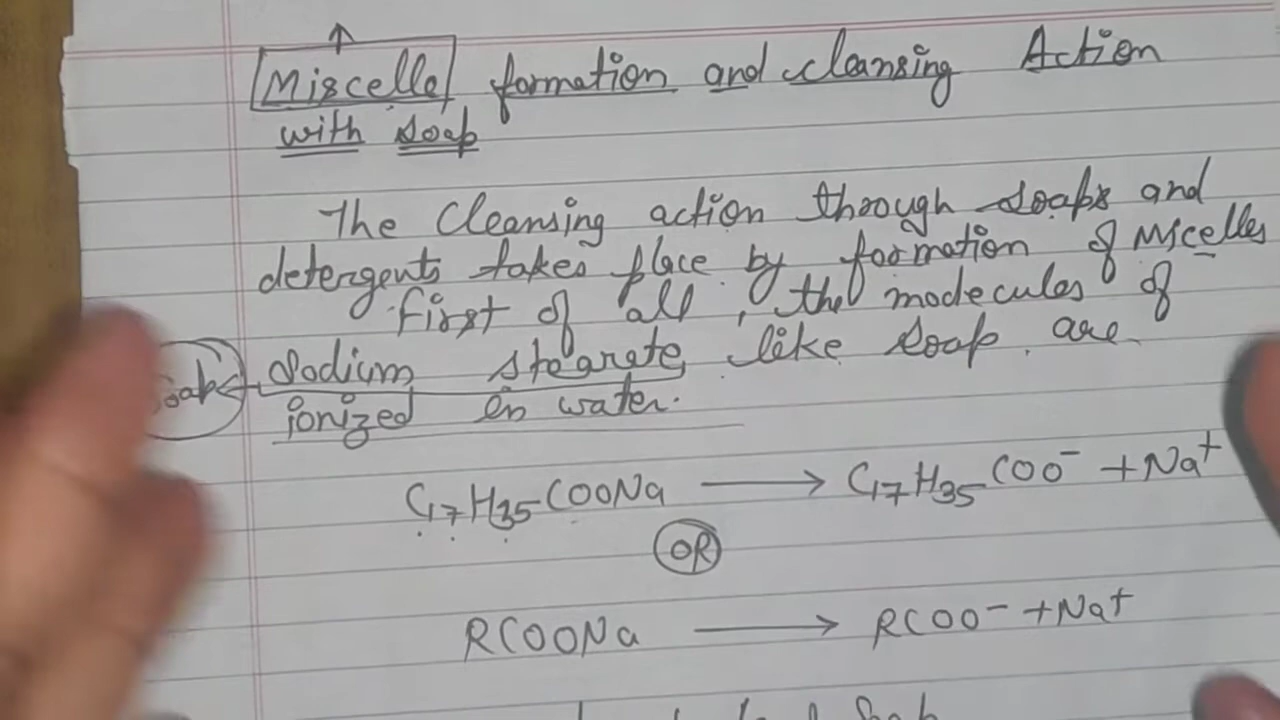 Miscelle formation and cleansing Action
with soap
The Cleansing action through soaps and
detergents takes place by formation of Micelles
first of all, the modecules of
Sodium stearate like soap are
ionized in water.
C17H35COONa → C17H35COO⁻ + Na⁺
OR
RCOONa → RCOO⁻ + Na⁺